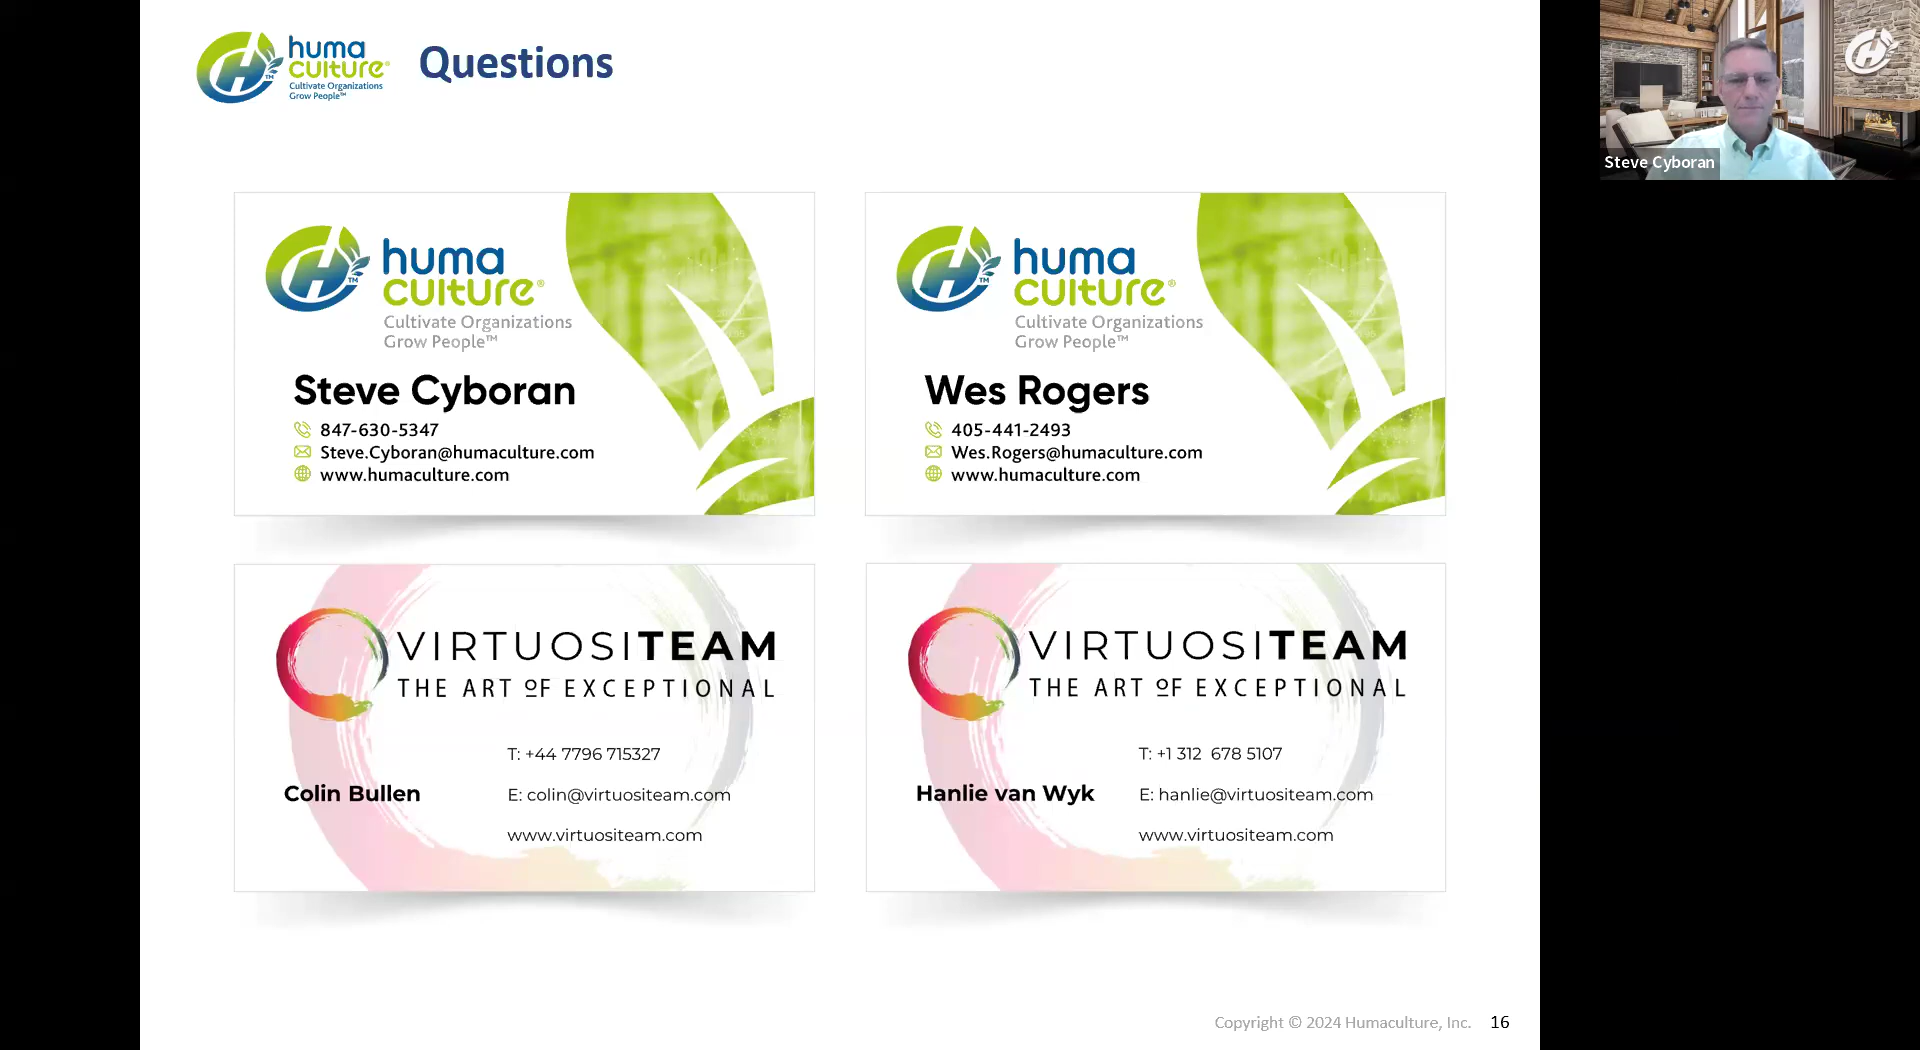 huma
culture®
Cultivate Organizations
Grow People™
Questions
Steve Cyboran
huma
culture®
Cultivate Organizations
Grow People™
Steve Cyboran
847-630-5347
Steve.Cyboran@humaculture.com
www.humaculture.com
huma
culture®
Cultivate Organizations
Grow People™
Wes Rogers
405-441-2493
Wes.Rogers@humaculture.com
www.humaculture.com
VIRTUOSITEAM
THE ART OF EXCEPTIONAL
T: +44 7796 715327
Colin Bullen
E: colin@virtuositeam.com
www.virtuositeam.com
VIRTUOSITEAM
THE ART OF EXCEPTIONAL
T: +1 312 678 5107
Hanlie van Wyk
E: hanlie@virtuositeam.com
www.virtuositeam.com
Copyright © 2024 Humaculture, Inc. 16